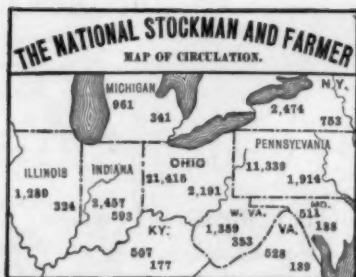 THE NATIONAL STOCKMAN AND FARMER
MAP OF CIRCULATION.
MICHIGAN
961
341
N.Y.
2,474
753
ILLINOIS
1,280
324
INDIANA
2,457
593
OHIO
21,415
2,191
PENNSYLVANIA
11,339
1,914
KY:
507
177
W. VA.
1,359
353
VA.
528
139
MD.
511
188